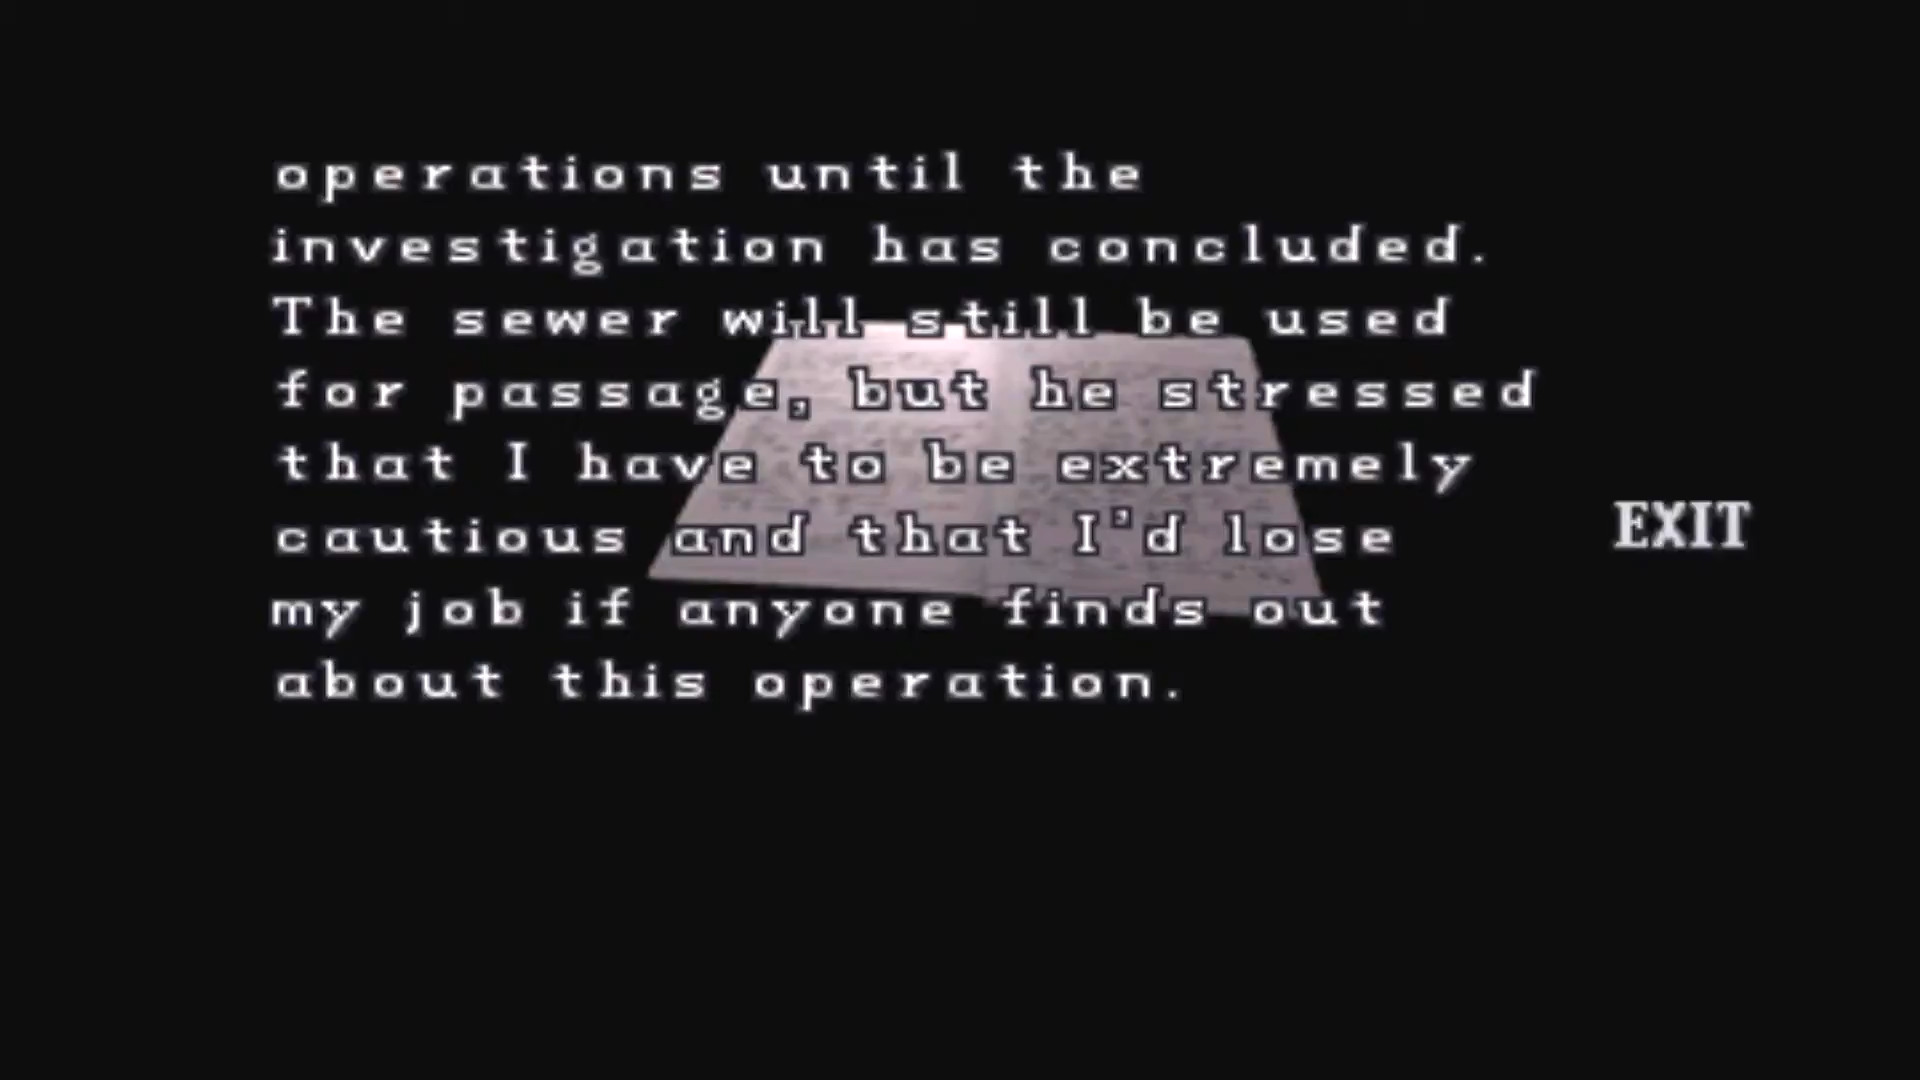 operations until the
investigation has concluded.
The sewer will still be used
for passage, but he stressed
that I have to be extremely
cautious and that I'd lose
my job if anyone finds out
about this operation.
EXIT